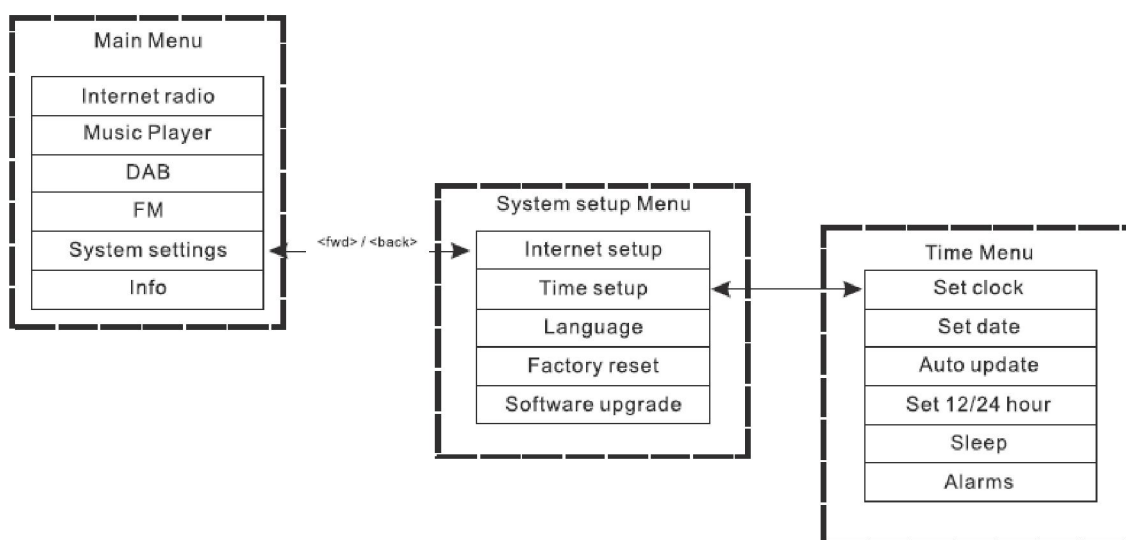 Main Menu
Internet radio
Music Player
DAB
FM
System settings
Info
<fwd> / <back>
System setup Menu
Internet setup
Time setup
Language
Factory reset
Software upgrade
Time Menu
Set clock
Set date
Auto update
Set 12/24 hour
Sleep
Alarms